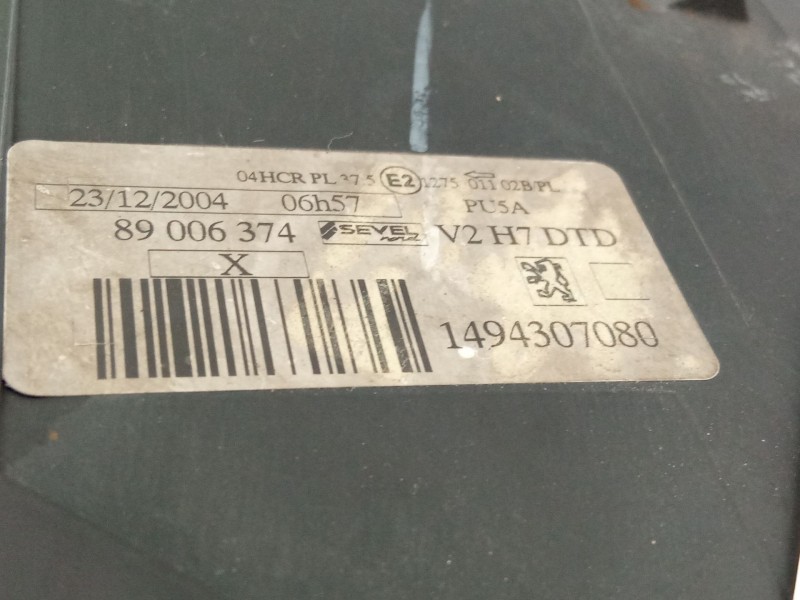 04HCR PL 37.5 E2 1275 011 02B PL
23/12/2004 06h57 PU5A
89 006 374 SEVEL V2 H7 DTD
X
1494307080